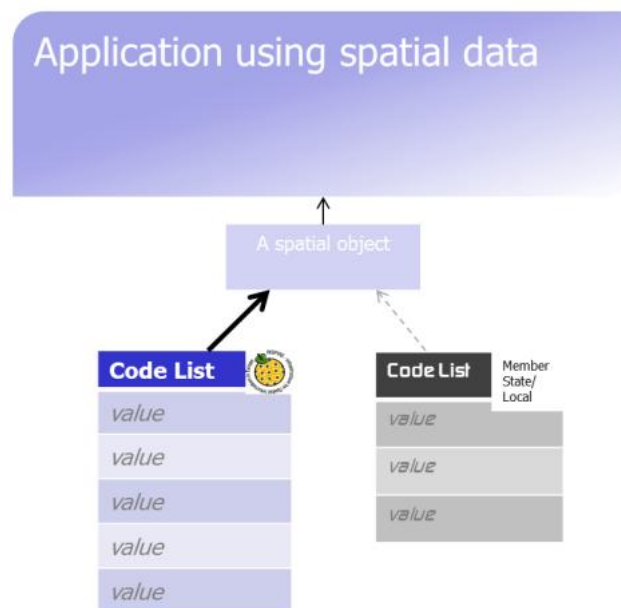 Application using spatial data
A spatial object
Code List
value
value
value
value
value
Code List
Member
State/
Local
value
value
value